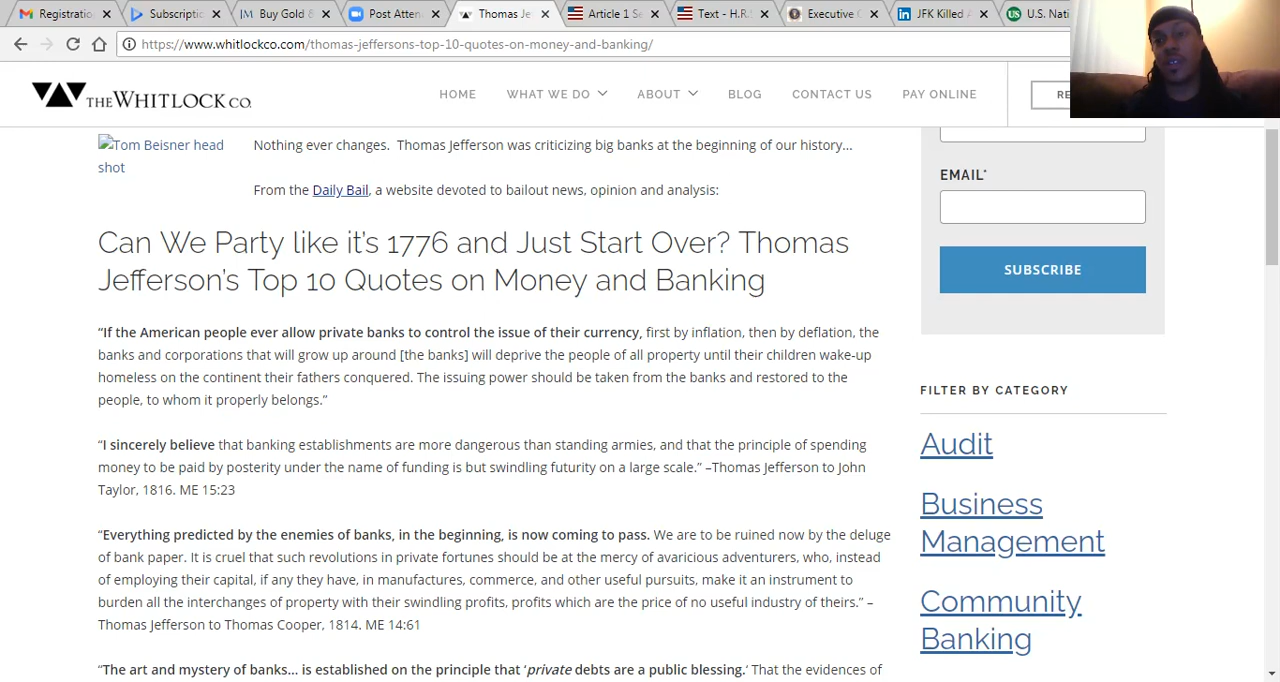 Registratio
Subscriptic
Buy Gold &
Post Atten
Thomas Je
Article 1 Se
Text - H.R.
Executive C
JFK Killed A
U.S. Nati
https://www.whitlockco.com/thomas-jeffersons-top-10-quotes-on-money-and-banking/
THE WHITLOCK CO.
HOME
WHAT WE DO
ABOUT
BLOG
CONTACT US
PAY ONLINE
RE
Tom Beisner head
shot
Nothing ever changes.  Thomas Jefferson was criticizing big banks at the beginning of our history…
From the Daily Bail, a website devoted to bailout news, opinion and analysis:
Can We Party like it's 1776 and Just Start Over? Thomas
Jefferson's Top 10 Quotes on Money and Banking
“If the American people ever allow private banks to control the issue of their currency, first by inflation, then by deflation, the
banks and corporations that will grow up around [the banks] will deprive the people of all property until their children wake-up
homeless on the continent their fathers conquered. The issuing power should be taken from the banks and restored to the
people, to whom it properly belongs.”
“I sincerely believe that banking establishments are more dangerous than standing armies, and that the principle of spending
money to be paid by posterity under the name of funding is but swindling futurity on a large scale.” –Thomas Jefferson to John
Taylor, 1816. ME 15:23
“Everything predicted by the enemies of banks, in the beginning, is now coming to pass. We are to be ruined now by the deluge
of bank paper. It is cruel that such revolutions in private fortunes should be at the mercy of avaricious adventurers, who, instead
of employing their capital, if any they have, in manufactures, commerce, and other useful pursuits, make it an instrument to
burden all the interchanges of property with their swindling profits, profits which are the price of no useful industry of theirs.” –
Thomas Jefferson to Thomas Cooper, 1814. ME 14:61
“The art and mystery of banks… is established on the principle that ‘private debts are a public blessing.‘ That the evidences of
EMAIL*
SUBSCRIBE
FILTER BY CATEGORY
Audit
Business
Management
Community
Banking